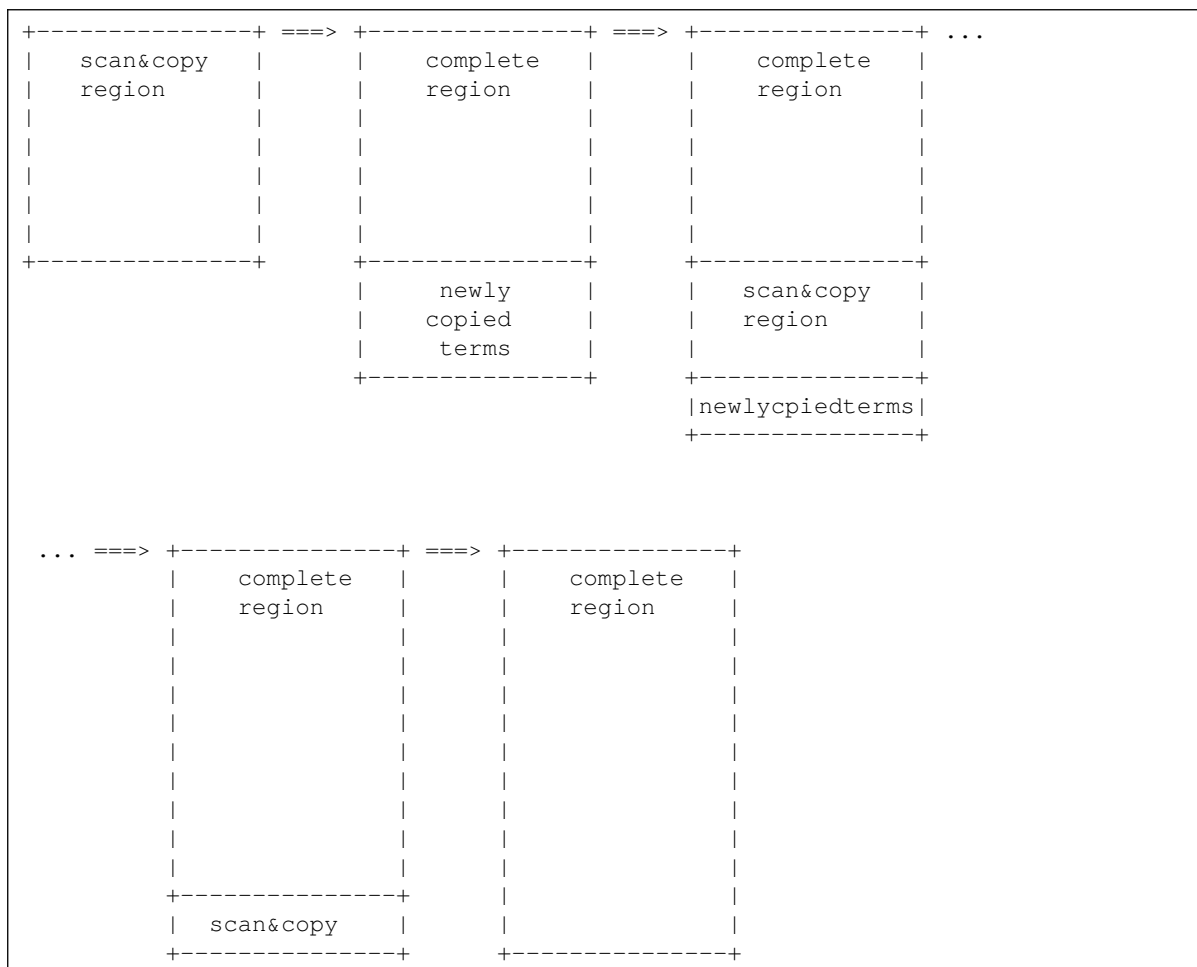 +---------------+ ===> +---------------+ ===> +---------------+ ...
|   scan&copy   |      |    complete   |      |    complete   |
|   region      |      |    region     |      |    region     |
|               |      |               |      |               |
|               |      |               |      |               |
|               |      |               |      |               |
|               |      |               |      |               |
|               |      |               |      |               |
+---------------+      +---------------+      +---------------+
                       |     newly     |      |   scan&copy   |
                       |    copied     |      |   region      |
                       |     terms     |      |               |
                       +---------------+      +---------------+
                                              |newlycpiedterms|
                                              +---------------+
... ===> +---------------+ ===> +---------------+
         |    complete   |      |    complete   |
         |    region     |      |    region     |
         |               |      |               |
         |               |      |               |
         |               |      |               |
         |               |      |               |
         |               |      |               |
         |               |      |               |
         |               |      |               |
         |               |      |               |
         |               |      |               |
         +---------------+      |               |
         |  scan&copy    |      |               |
         +---------------+      +---------------+